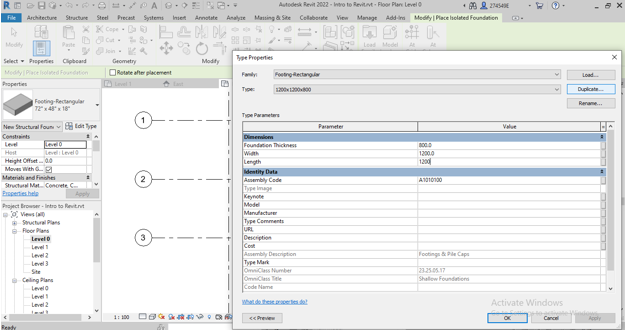 Autodesk Revit 2022 - Intro to Revit.rvt - Floor Plan: Level 0
274549E
File Architecture Structure Steel Precast Systems Insert Annotate Analyze Massing & Site Collaborate View Manage Add-Ins Modify | Place Isolated Foundation
Modify
Paste
Cope
Cut
Join
Load
Model
At
At
Select Properties Clipboard Geometry Modify
Modify | Place Isolated Foundation
Rotate after placement
Properties
Level 1
East
Footing-Rectangular
72" x 48" x 18"
New Structural Foun
Edit Type
Constraints
Level Level 0
Host Level : Level 0
Height Offset ... 0.0
Moves With G...
Materials and Finishes
Structural Mat... Concrete, C...
Properties help
Apply
Project Browser - Intro to Revit.rvt
Views (all)
Structural Plans
Floor Plans
Level 0
Level 1
Level 2
Level 3
Site
Ceiling Plans
Level 0
Level 1
Level 2
Level 3
1
2
3
1 : 100
Ready
Type Properties
Family: Footing-Rectangular
Load...
Type: 1200x1200x800
Duplicate...
Rename...
Type Parameters
Parameter Value
Dimensions
Foundation Thickness 800.0
Width 1200.0
Length 1200
Identity Data
Assembly Code A1010100
Type Image
Keynote
Model
Manufacturer
Type Comments
URL
Description
Cost
Assembly Description Footings & Pile Caps
Type Mark
OmniClass Number 23.25.05.17
OmniClass Title Shallow Foundations
Code Name
What do these properties do?
<< Preview
OK
Cancel
Apply
Activate Windows